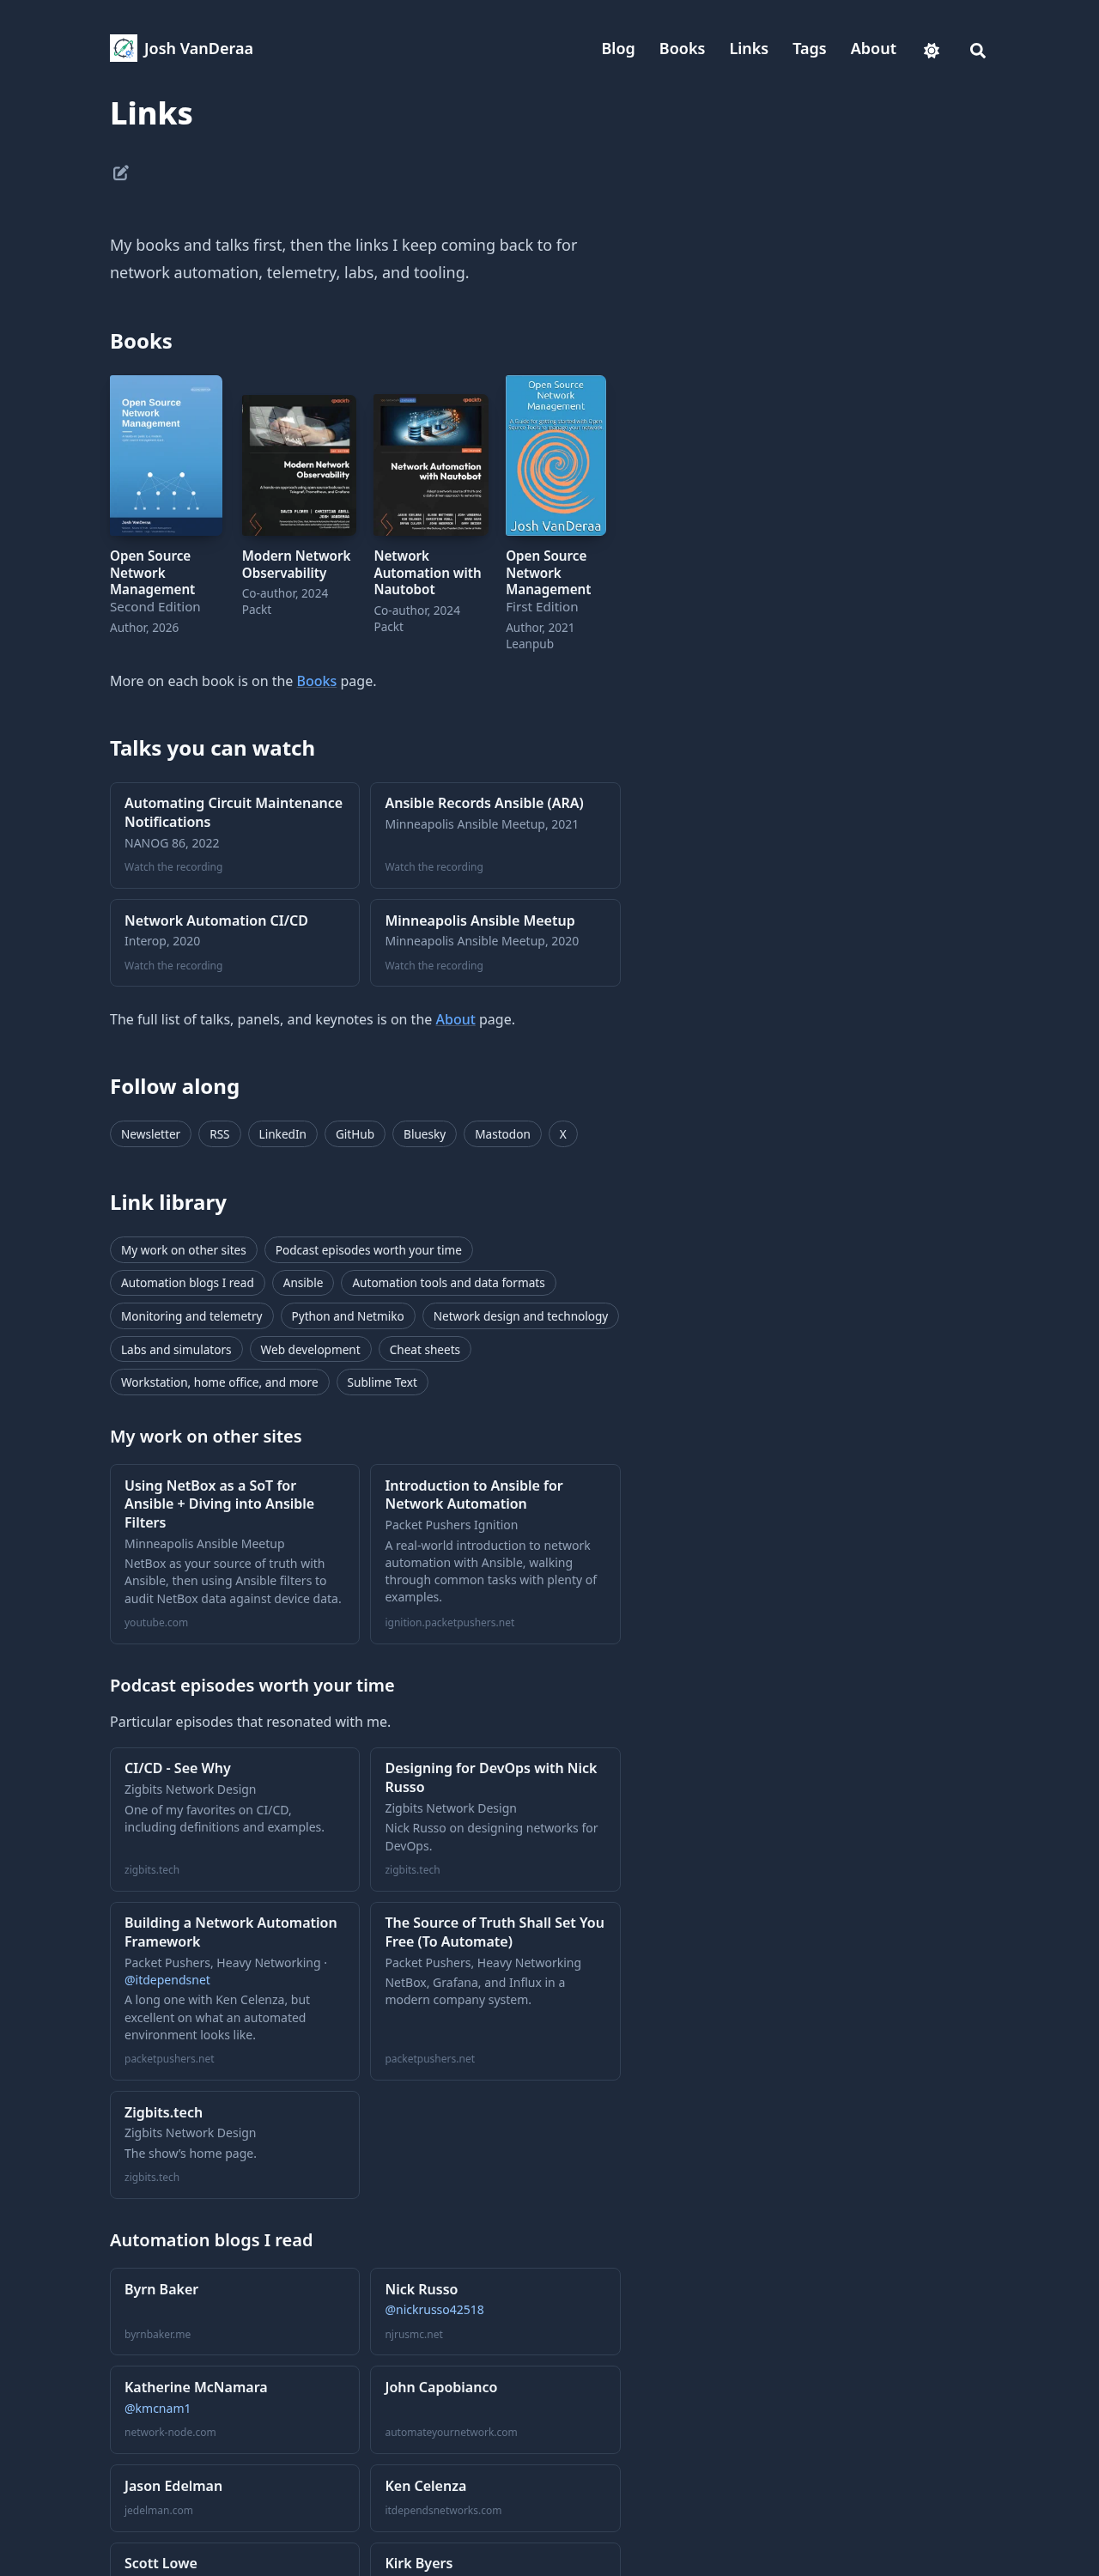 Josh VanDeraa
Blog Books Links Tags About
Links
My books and talks first, then the links I keep coming back to for
network automation, telemetry, labs, and tooling.
Books
Open Source
Network
Management
Josh VanDeraa
Modern Network
Observability
Network Automation
with Nautobot
Open Source
Network
Management
Josh VanDeraa
Open Source
Network
Management
Second Edition
Author, 2026
Modern Network
Observability
Co-author, 2024
Packt
Network
Automation with
Nautobot
Co-author, 2024
Packt
Open Source
Network
Management
First Edition
Author, 2021
Leanpub
More on each book is on the Books page.
Talks you can watch
Automating Circuit Maintenance
Notifications
NANOG 86, 2022
Watch the recording
Ansible Records Ansible (ARA)
Minneapolis Ansible Meetup, 2021
Watch the recording
Network Automation CI/CD
Interop, 2020
Watch the recording
Minneapolis Ansible Meetup
Minneapolis Ansible Meetup, 2020
Watch the recording
The full list of talks, panels, and keynotes is on the About page.
Follow along
Newsletter RSS LinkedIn GitHub Bluesky Mastodon X
Link library
My work on other sites Podcast episodes worth your time
Automation blogs I read Ansible Automation tools and data formats
Monitoring and telemetry Python and Netmiko Network design and technology
Labs and simulators Web development Cheat sheets
Workstation, home office, and more Sublime Text
My work on other sites
Using NetBox as a SoT for
Ansible + Diving into Ansible
Filters
Minneapolis Ansible Meetup
NetBox as your source of truth with
Ansible, then using Ansible filters to
audit NetBox data against device data.
youtube.com
Introduction to Ansible for
Network Automation
Packet Pushers Ignition
A real-world introduction to network
automation with Ansible, walking
through common tasks with plenty of
examples.
ignition.packetpushers.net
Podcast episodes worth your time
Particular episodes that resonated with me.
CI/CD - See Why
Zigbits Network Design
One of my favorites on CI/CD,
including definitions and examples.
zigbits.tech
Designing for DevOps with Nick
Russo
Zigbits Network Design
Nick Russo on designing networks for
DevOps.
zigbits.tech
Building a Network Automation
Framework
Packet Pushers, Heavy Networking ·
@itdependsnet
A long one with Ken Celenza, but
excellent on what an automated
environment looks like.
packetpushers.net
The Source of Truth Shall Set You
Free (To Automate)
Packet Pushers, Heavy Networking
NetBox, Grafana, and Influx in a
modern company system.
packetpushers.net
Zigbits.tech
Zigbits Network Design
The show’s home page.
zigbits.tech
Automation blogs I read
Byrn Baker
byrnbaker.me
Nick Russo
@nickrusso42518
njrusmc.net
Katherine McNamara
@kmcnam1
network-node.com
John Capobianco
automateyournetwork.com
Jason Edelman
jedelman.com
Ken Celenza
itdependsnetworks.com
Scott Lowe
Kirk Byers